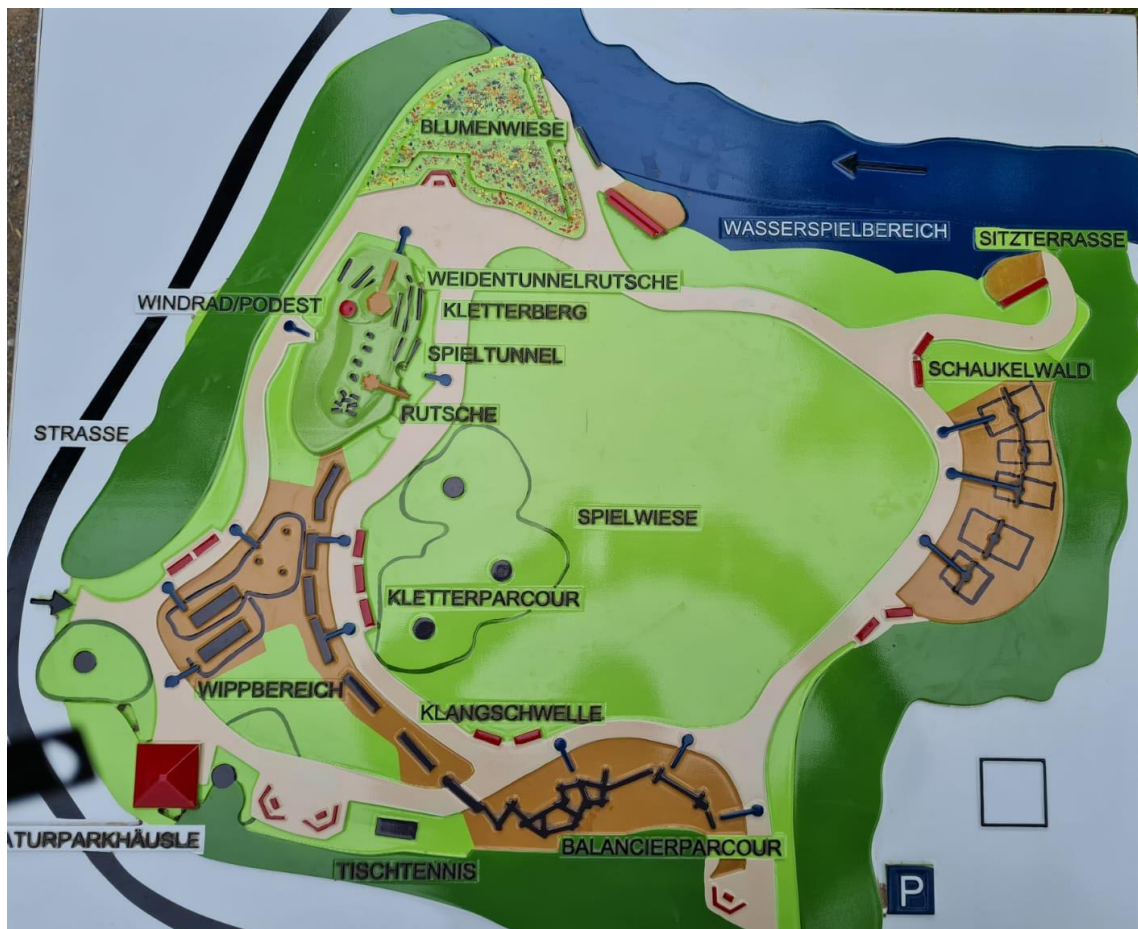 BLUMENWIESE
WASSERSPIELBEREICH
SITZTERRASSE
WEIDENTUNNELRUTSCHE
WINDRAD/PODEST
KLETTERBERG
SPIELTUNNEL
SCHAUKELWALD
RUTSCHE
STRASSE
SPIELWIESE
KLETTERPARCOUR
WIPPBEREICH
KLANGSCHWELLE
ATURPARKHÄUSLE
BALANCIERPARCOUR
TISCHTENNIS
P